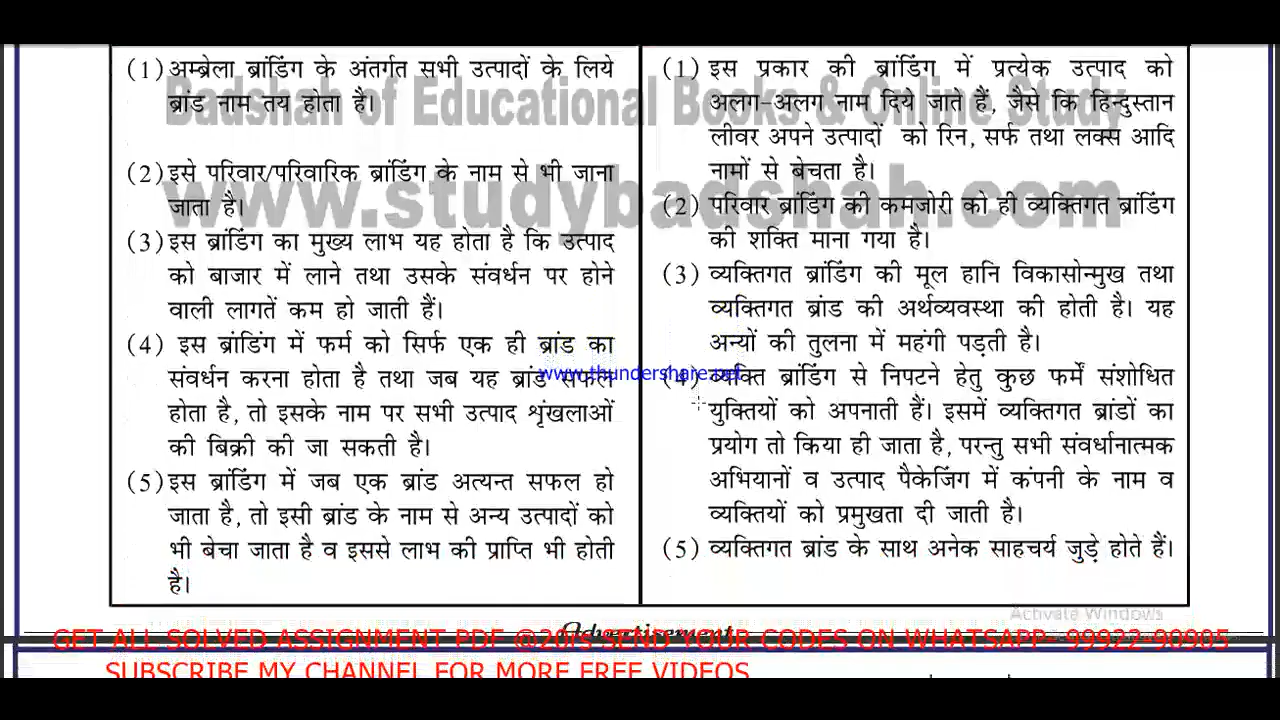 (1) अम्ब्रेला ब्रांडिंग के अंतर्गत सभी उत्पादों के लिये
ब्रांड नाम तय होता है।
(2) इसे परिवार/परिवारिक ब्रांडिंग के नाम से भी जाना
जाता है।
(3) इस ब्रांडिंग का मुख्य लाभ यह होता है कि उत्पाद
को बाजार में लाने तथा उसके संवर्धन पर होने
वाली लागतें कम हो जाती हैं।
(4) इस ब्रांडिंग में फर्म को सिर्फ एक ही ब्रांड का
संवर्धन करना होता है तथा जब यह ब्रांड सफल
होता है, तो इसके नाम पर सभी उत्पाद शृंखलाओं
की बिक्री की जा सकती है।
(5) इस ब्रांडिंग में जब एक ब्रांड अत्यन्त सफल हो
जाता है, तो इसी ब्रांड के नाम से अन्य उत्पादों को
भी बेचा जाता है व इससे लाभ की प्राप्ति भी होती
है।
(1) इस प्रकार की ब्रांडिंग में प्रत्येक उत्पाद को
अलग-अलग नाम दिये जाते हैं, जैसे कि हिन्दुस्तान
लीवर अपने उत्पादों को रिन, सर्फ तथा लक्स आदि
नामों से बेचता है।
(2) परिवार ब्रांडिंग की कमजोरी को ही व्यक्तिगत ब्रांडिंग
की शक्ति माना गया है।
(3) व्यक्तिगत ब्रांडिंग की मूल हानि विकासोन्मुख तथा
व्यक्तिगत ब्रांड की अर्थव्यवस्था की होती है। यह
अन्यों की तुलना में महंगी पड़ती है।
(4) व्यक्ति ब्रांडिंग से निपटने हेतु कुछ फर्में संशोधित
युक्तियों को अपनाती हैं। इसमें व्यक्तिगत ब्रांडों का
प्रयोग तो किया ही जाता है, परन्तु सभी संवर्धानात्मक
अभियानों व उत्पाद पैकेजिंग में कंपनी के नाम व
व्यक्तियों को प्रमुखता दी जाती है।
(5) व्यक्तिगत ब्रांड के साथ अनेक साहचर्य जुड़े होते हैं।
Badshah of Educational Books & Online Study
www.studybadshah.com
www.thundershare.net
Activate Windows
Advertisement
GET ALL SOLVED ASSIGNMENT PDF @20rs SEND YOUR CODES ON WHATSAPP- 99922-90905
SUBSCRIBE MY CHANNEL FOR MORE FREE VIDEOS